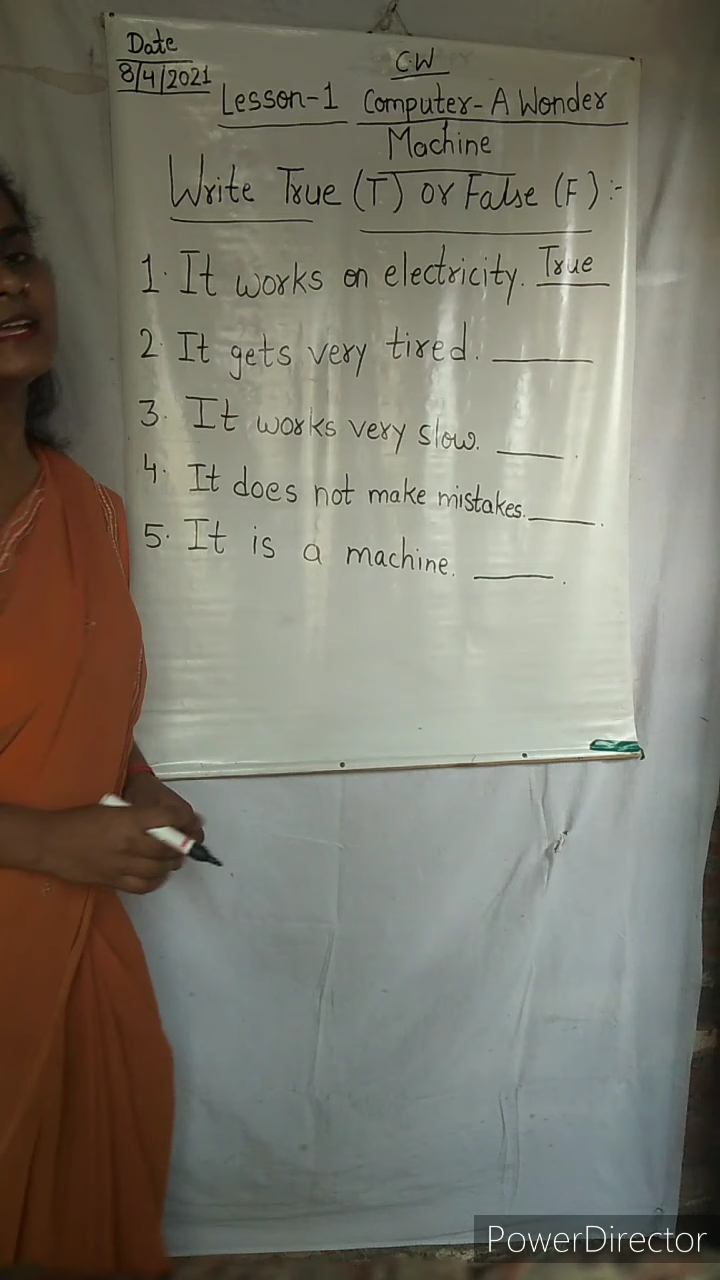 Date
8/4/2021
CW
Lesson-1 Computer-A Wonder
Machine
Write True (T) or False (F) :-
1. It works on electricity. True
2. It gets very tired. ______
3. It works very slow. ____.
4. It does not make mistakes. ____.
5. It is a machine. _____.
PowerDirector